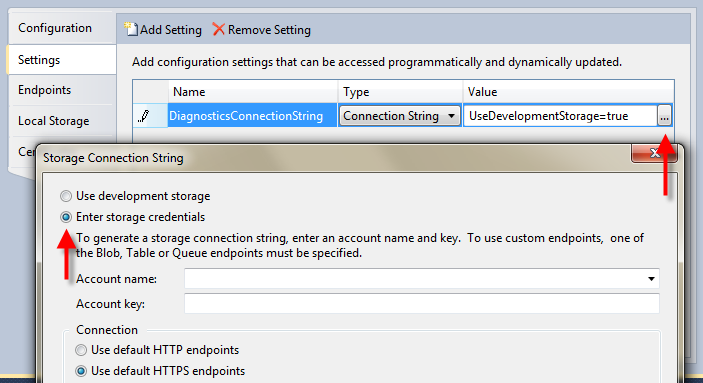 Configuration
Settings
Endpoints
Local Storage
Add Setting Remove Setting
Add configuration settings that can be accessed programmatically and dynamically updated.
Name Type Value
DiagnosticsConnectionString Connection String UseDevelopmentStorage=true ...
Storage Connection String
Use development storage
Enter storage credentials
To generate a storage connection string, enter an account name and key. To use custom endpoints, one of
the Blob, Table or Queue endpoints must be specified.
Account name:
Account key:
Connection
Use default HTTP endpoints
Use default HTTPS endpoints